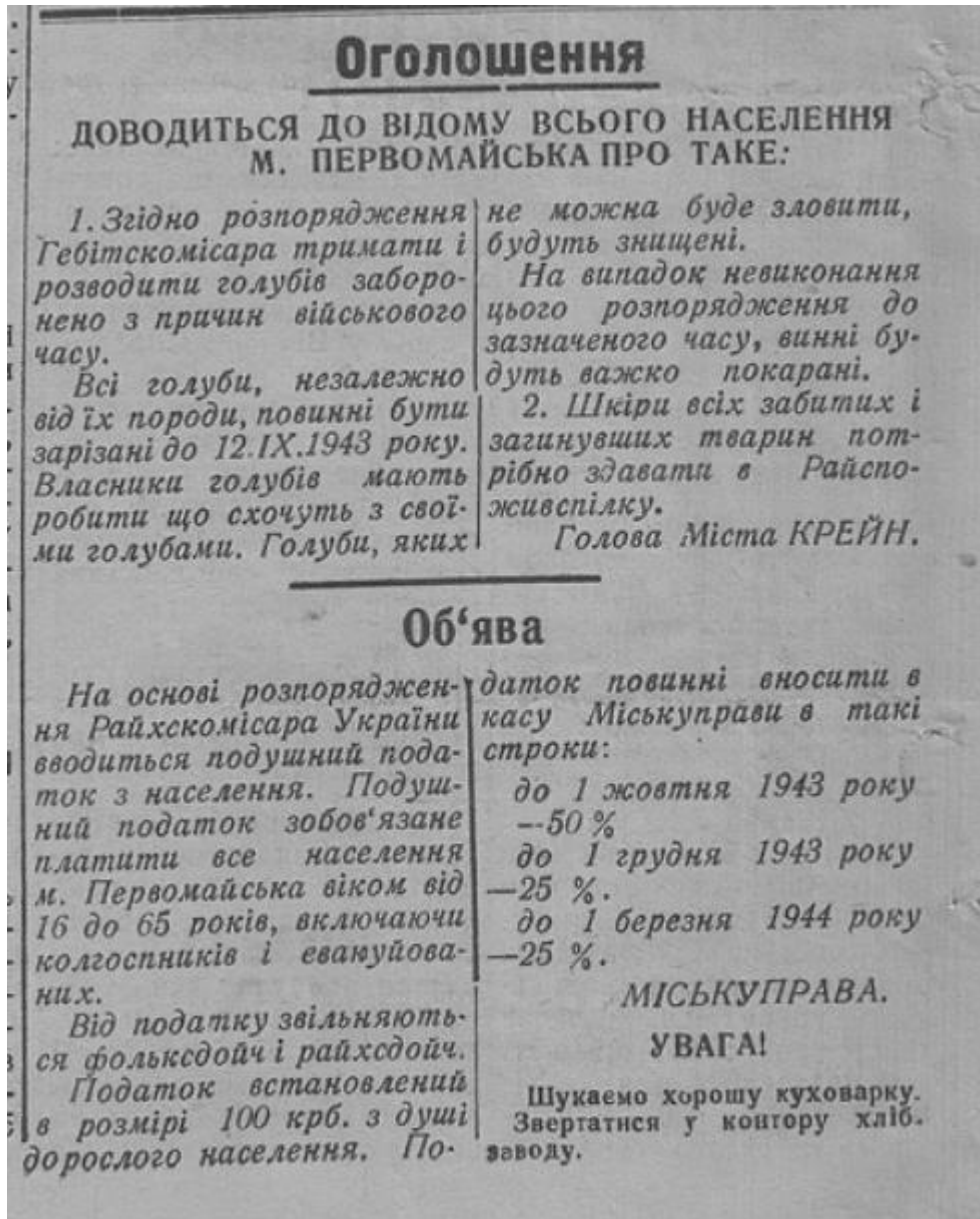 Оголошення
ДОВОДИТЬСЯ ДО ВІДОМУ ВСЬОГО НАСЕЛЕННЯ
М. ПЕРВОМАЙСЬКА ПРО ТАКЕ:
1. Згідно розпорядження
Гебітскомісара тримати і
розводити голубів заборо-
нено з причин військового
часу.
Всі голуби, незалежно
від їх породи, повинні бути
зарізані до 12.IX.1943 року.
Власники голубів мають
робити що схочуть з свої-
ми голубами. Голуби, яких
не можна буде зловити,
будуть знищені.
На випадок невиконання
цього розпорядження до
зазначеного часу, винні бу-
дуть важко покарані.
2. Шкіри всіх забитих і
загинувших тварин пот-
рібно здавати в Райспо-
живспілку.
Голова Міста КРЕЙН.
Об‘ява
На основі розпоряджен-
ня Райхскомісара України
вводиться подушний пода-
ток з населення. Подуш-
ний податок зобов‘язане
платити все населення
м. Первомайська віком від
16 до 65 років, включаючи
колгоспників і евакуйова-
них.
Від податку звільняють-
ся фольксдойч і райхсдойч.
Податок встановлений
в розмірі 100 крб. з душі
дорослого населення. По-
даток повинні вносити в
касу Міськуправи в такі
строки:
до 1 жовтня 1943 року
—50 %
до 1 грудня 1943 року
—25 %.
до 1 березня 1944 року
—25 %.
МІСЬКУПРАВА.
УВАГА!
Шукаємо хорошу куховарку.
Звертатися у контору хліб.
заводу.